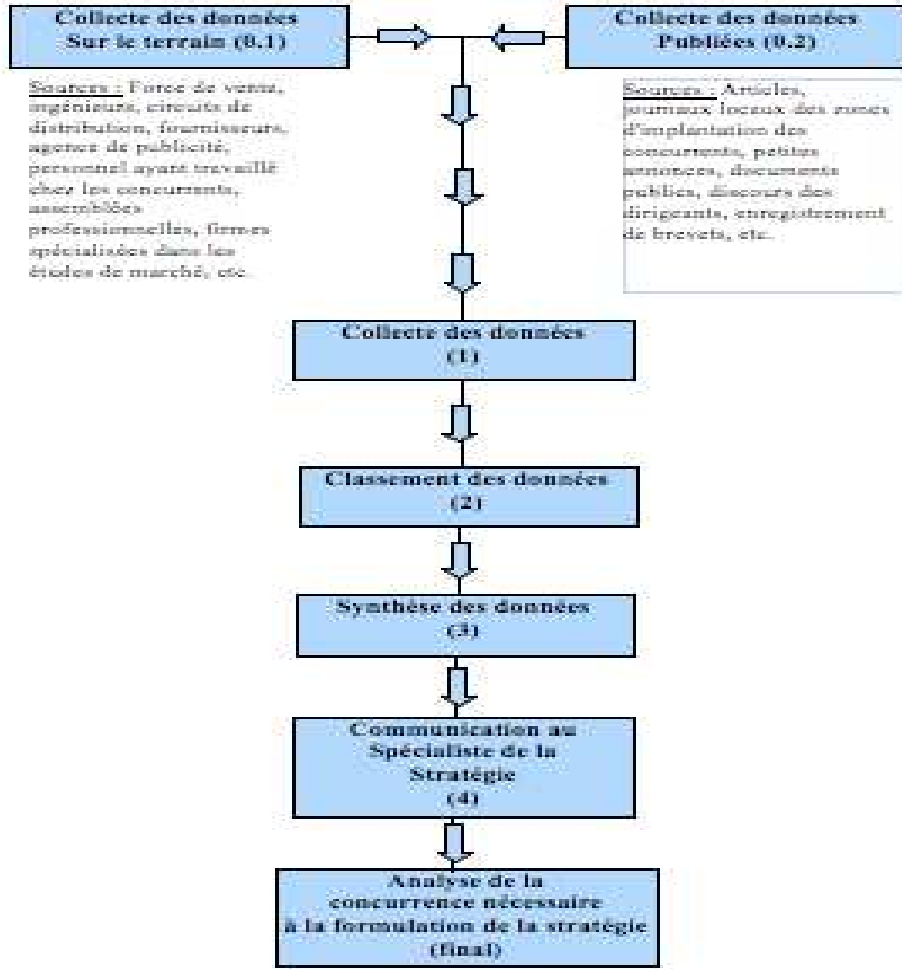 Collecte des données
Sur le terrain (0.1)
Collecte des données
Publiées (0.2)
Sources : Force de vente,
ingénieurs, circuits de
distribution, fournisseurs,
agence de publicité,
personnel ayant travaillé
chez les concurrents,
assemblées
professionnelles, firmes
spécialisées dans les
études de marché, etc.
Sources : Articles,
journaux locaux des zones
d'implantation des
concurrents, petites
annonces, documents
publics, discours des
dirigeants, enregistrement
de brevets, etc.
Collecte des données
(1)
Classement des données
(2)
Synthèse des données
(3)
Communication au
Spécialiste de la
Stratégie
(4)
Analyse de la
concurrence nécessaire
à la formulation de la stratégie
(final)